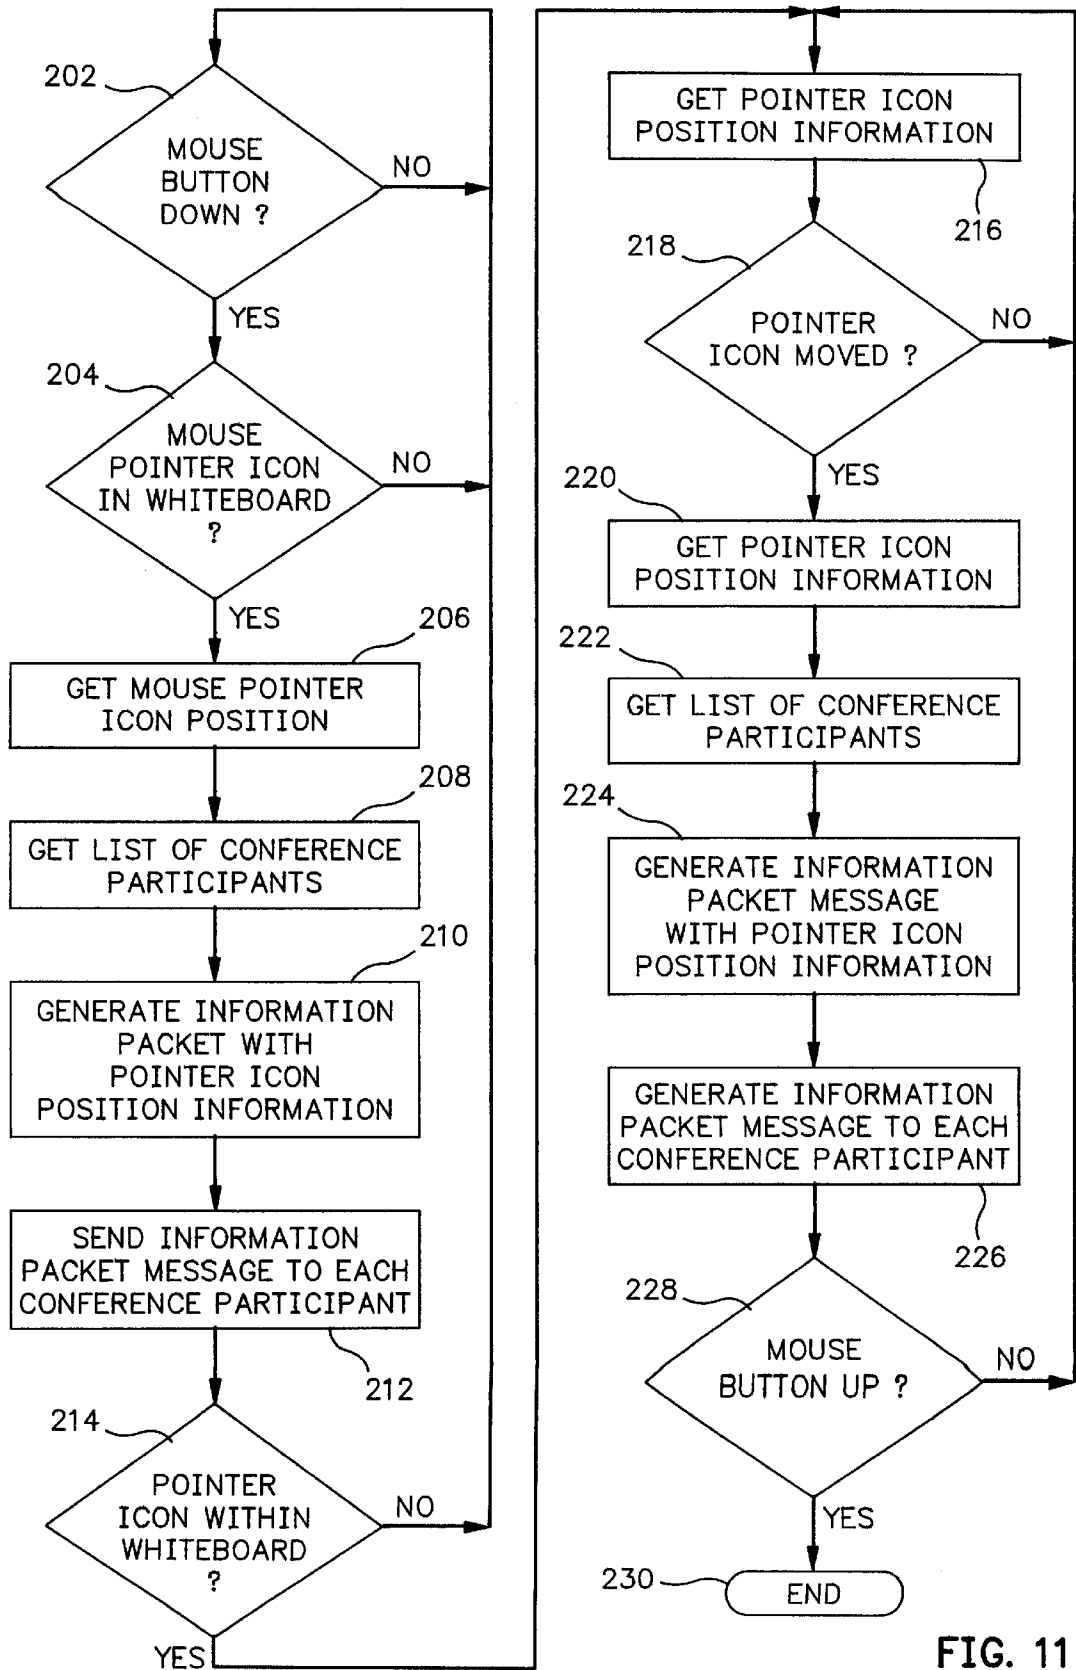 202
MOUSE
BUTTON
DOWN ?
NO
YES
204
MOUSE
POINTER ICON
IN WHITEBOARD
?
NO
YES
206
GET MOUSE POINTER
ICON POSITION
208
GET LIST OF CONFERENCE
PARTICIPANTS
210
GENERATE INFORMATION
PACKET WITH
POINTER ICON
POSITION INFORMATION
SEND INFORMATION
PACKET MESSAGE TO EACH
CONFERENCE PARTICIPANT
212
214
POINTER
ICON WITHIN
WHITEBOARD
?
NO
YES
GET POINTER ICON
POSITION INFORMATION
216
218
POINTER
ICON MOVED ?
NO
YES
220
GET POINTER ICON
POSITION INFORMATION
222
GET LIST OF CONFERENCE
PARTICIPANTS
224
GENERATE INFORMATION
PACKET MESSAGE
WITH POINTER ICON
POSITION INFORMATION
GENERATE INFORMATION
PACKET MESSAGE TO EACH
CONFERENCE PARTICIPANT
226
228
MOUSE
BUTTON UP ?
NO
YES
230
END
FIG. 11